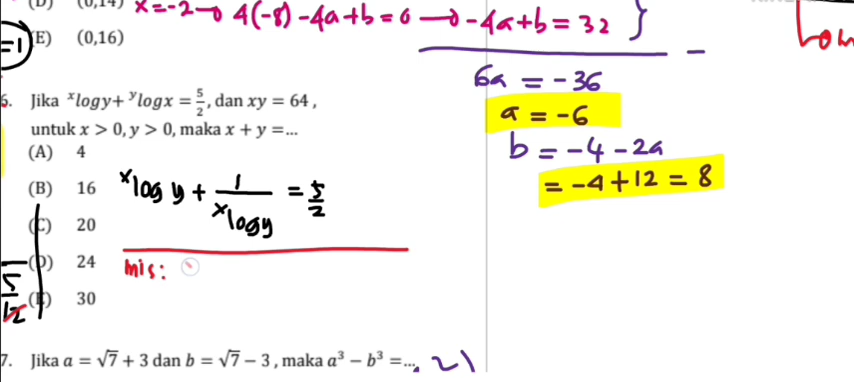 (D) (0,14) x=-2→ 4(-8)-4a+b=0 → -4a+b=32 }
=1 E) (0,16)
6a = -36
6. Jika ˣlogy+ ʸlogx = 5/2, dan xy = 64,
a = -6
untuk x > 0, y > 0, maka x + y =...
b = -4 - 2a
(A) 4
= -4 + 12 = 8
(B) 16
ˣlog y + 1/ˣlogy = 5/2
(C) 20
(D) 24
mis:
5/12
(E) 30
7. Jika a = √7 + 3 dan b = √7 − 3, maka a³ − b³ =...